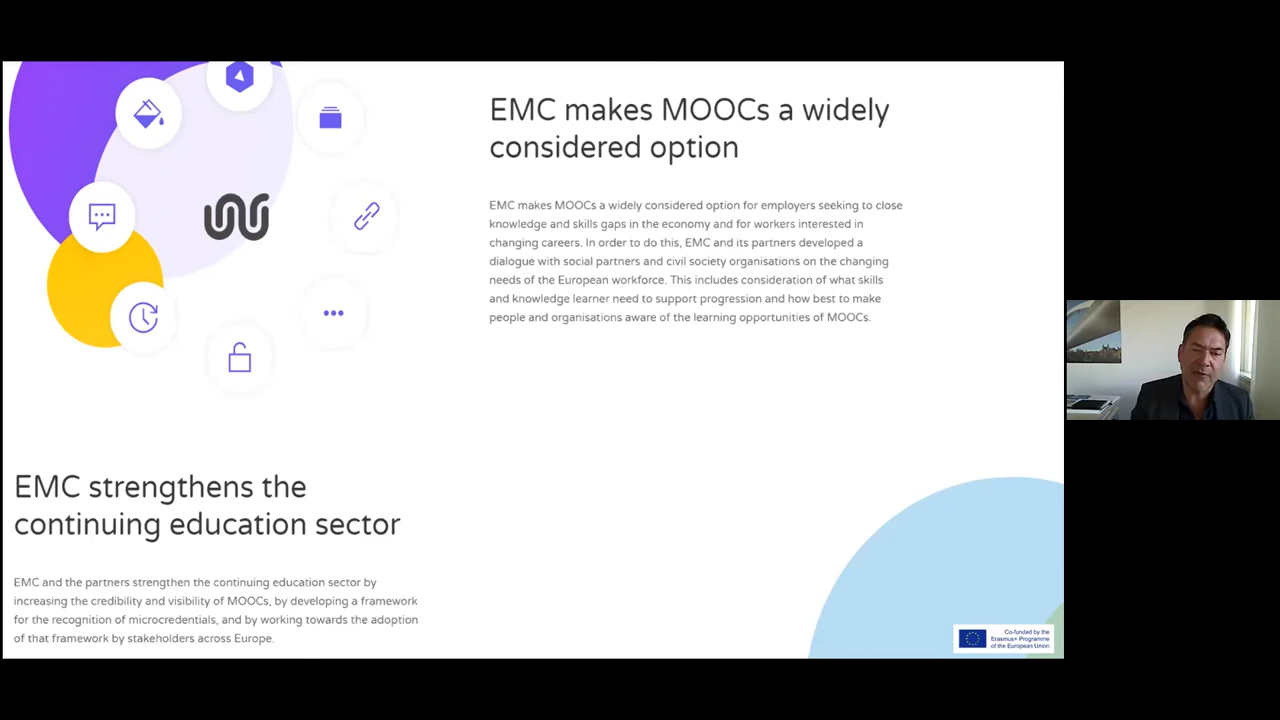 EMC makes MOOCs a widely
considered option
EMC makes MOOCs a widely considered option for employers seeking to close
knowledge and skills gaps in the economy and for workers interested in
changing careers. In order to do this, EMC and its partners developed a
dialogue with social partners and civil society organisations on the changing
needs of the European workforce. This includes consideration of what skills
and knowledge learner need to support progression and how best to make
people and organisations aware of the learning opportunities of MOOCs.
EMC strengthens the
continuing education sector
EMC and the partners strengthen the continuing education sector by
increasing the credibility and visibility of MOOCs, by developing a framework
for the recognition of microcredentials, and by working towards the adoption
of that framework by stakeholders across Europe.
Co-funded by the
Erasmus+ Programme
of the European Union